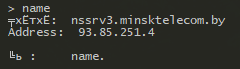 > name
╤хЁтхЁ:  nssrv3.minsktelecom.by
Address:  93.85.251.4
╚ь :     name.